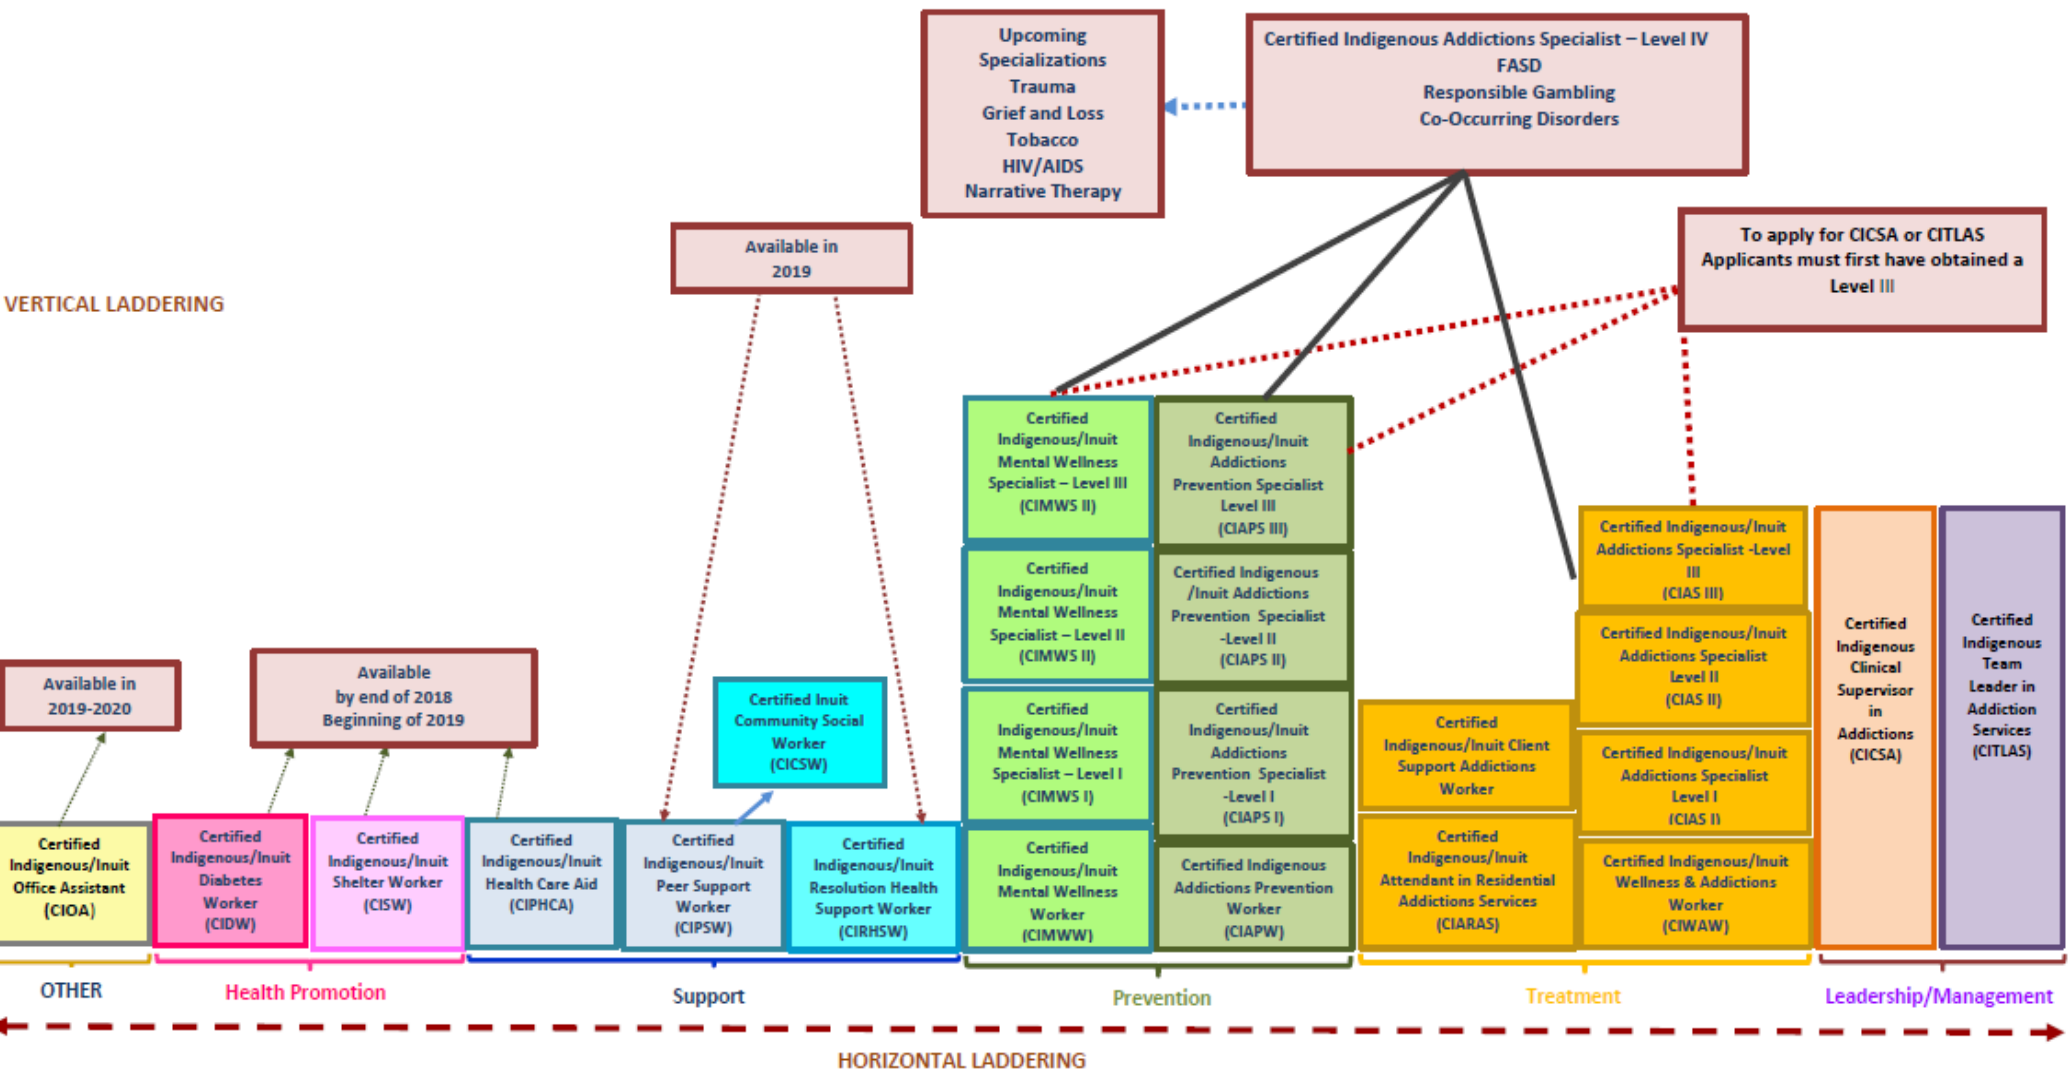 Upcoming
Specializations
Trauma
Grief and Loss
Tobacco
HIV/AIDS
Narrative Therapy
Certified Indigenous Addictions Specialist – Level IV
FASD
Responsible Gambling
Co-Occurring Disorders
To apply for CICSA or CITLAS
Applicants must first have obtained a
Level III
Available in
2019
VERTICAL LADDERING
Available in
2019-2020
Available
by end of 2018
Beginning of 2019
Certified Inuit
Community Social
Worker
(CICSW)
Certified
Indigenous/Inuit
Office Assistant
(CIOA)
Certified
Indigenous/Inuit
Diabetes
Worker
(CIDW)
Certified
Indigenous/Inuit
Shelter Worker
(CISW)
Certified
Indigenous/Inuit
Health Care Aid
(CIPHCA)
Certified
Indigenous/Inuit
Peer Support
Worker
(CIPSW)
Certified
Indigenous/Inuit
Resolution Health
Support Worker
(CIRHSW)
Certified
Indigenous/Inuit
Mental Wellness
Specialist – Level III
(CIMWS II)
Certified
Indigenous/Inuit
Mental Wellness
Specialist – Level II
(CIMWS II)
Certified
Indigenous/Inuit
Mental Wellness
Specialist – Level I
(CIMWS I)
Certified
Indigenous/Inuit
Mental Wellness
Worker
(CIMWW)
Certified
Indigenous/Inuit
Addictions
Prevention Specialist
Level III
(CIAPS III)
Certified Indigenous
/Inuit Addictions
Prevention Specialist
-Level II
(CIAPS II)
Certified
Indigenous/Inuit
Addictions
Prevention Specialist
-Level I
(CIAPS I)
Certified Indigenous
Addictions Prevention
Worker
(CIAPW)
Certified
Indigenous/Inuit Client
Support Addictions
Worker
Certified
Indigenous/Inuit
Attendant in Residential
Addictions Services
(CIARAS)
Certified Indigenous/Inuit
Addictions Specialist -Level
III
(CIAS III)
Certified Indigenous/Inuit
Addictions Specialist
Level II
(CIAS II)
Certified Indigenous/Inuit
Addictions Specialist
Level I
(CIAS I)
Certified Indigenous/Inuit
Wellness & Addictions
Worker
(CIWAW)
Certified
Indigenous
Clinical
Supervisor
in
Addictions
(CICSA)
Certified
Indigenous
Team
Leader in
Addiction
Services
(CITLAS)
OTHER
Health Promotion
Support
Prevention
Treatment
Leadership/Management
HORIZONTAL LADDERING